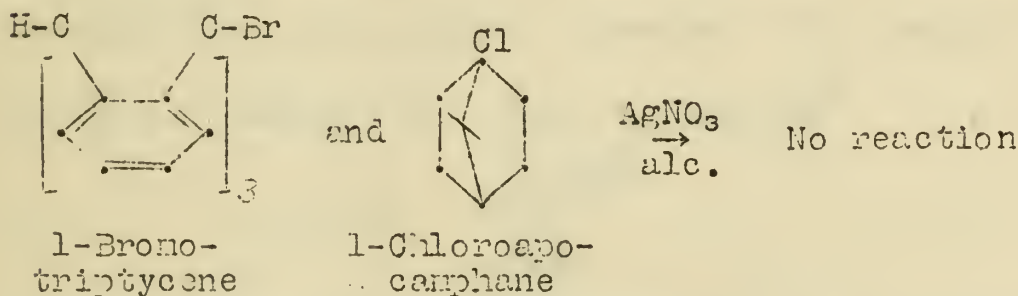 H-C C-Br
Cl
and AgNO₃ → alc. No reaction
3
1-Bromo-triptycene
1-Chloroapo-camphane